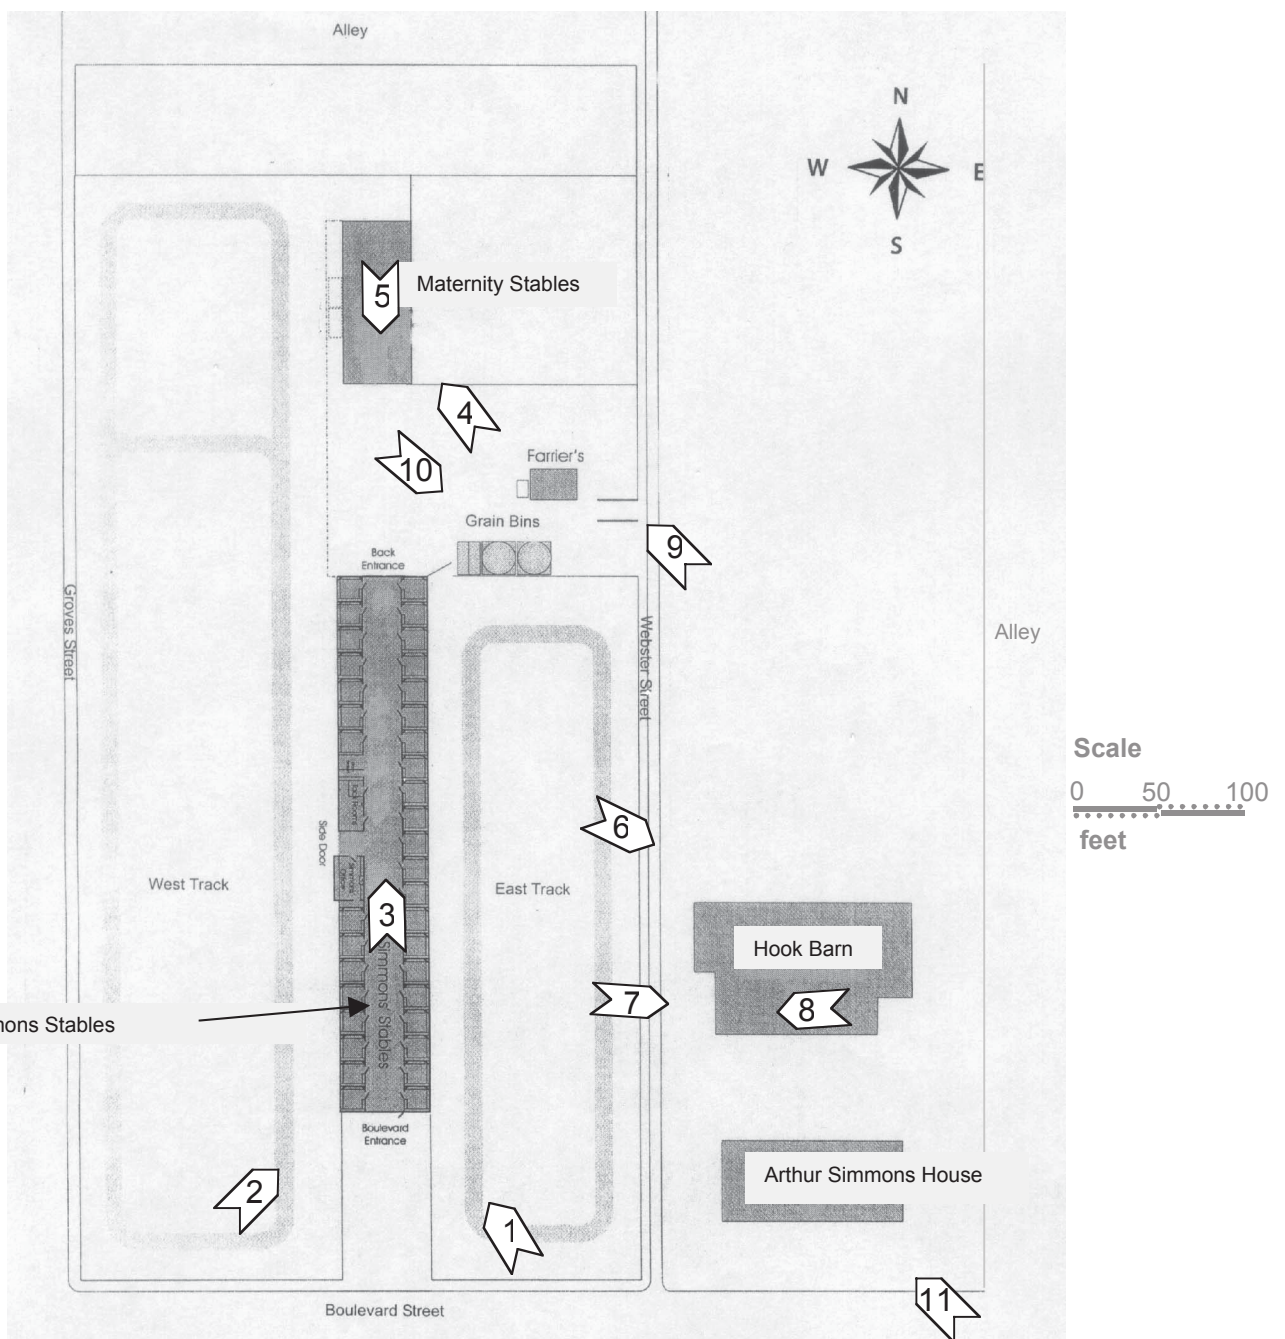 Alley
N
W
E
S
5
Maternity Stables
4
10
Farrier's
Grain Bins
9
Back
Entrance
Groves Street
Webster Street
Alley
Scale
0 50 100
feet
Side Door
6
West Track
Simmons
Office
East Track
3
Hook Barn
Simmons' Stables
7
8
mons Stables
Boulevard
Entrance
Arthur Simmons House
2
1
11
Boulevard Street